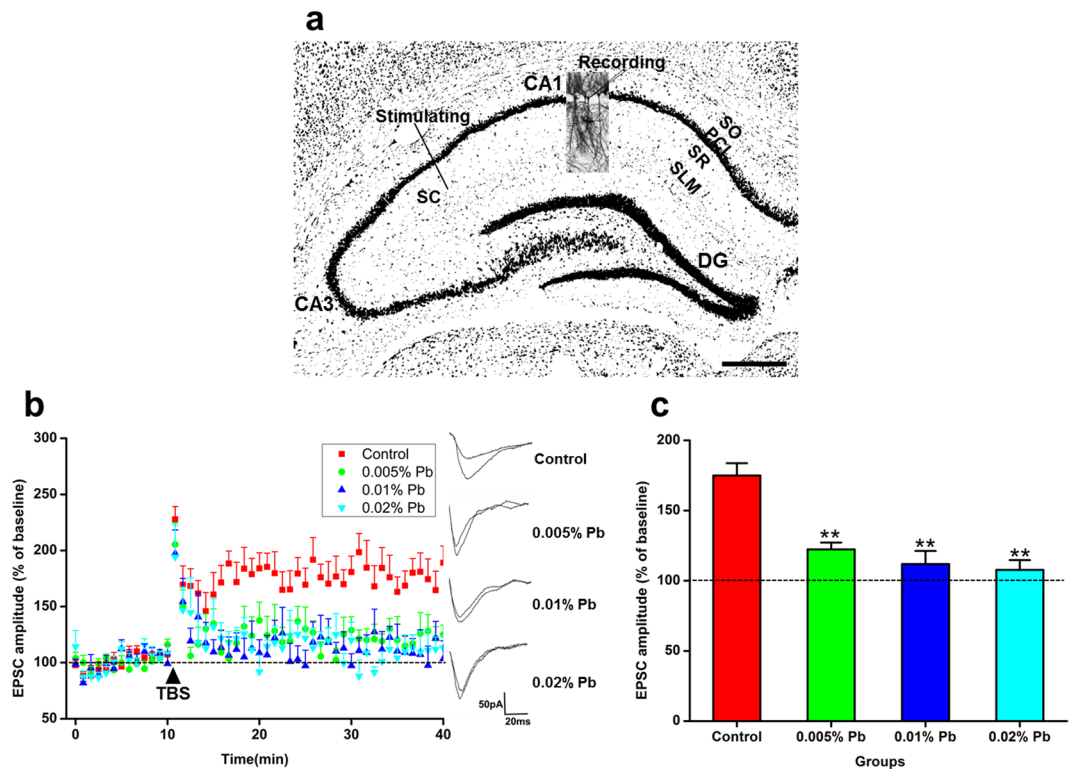 a
Recording
CA1
Stimulating
SO
PCL
SR
SLM
SC
DG
CA3
b
300
250
200
150
100
50
EPSC amplitude (% of baseline)
Control
0.005% Pb
0.01% Pb
0.02% Pb
TBS
0
10
20
30
40
Time(min)
Control
0.005% Pb
0.01% Pb
0.02% Pb
50pA
20ms
c
200
150
100
50
0
EPSC amplitude (% of baseline)
**
**
**
Control
0.005% Pb
0.01% Pb
0.02% Pb
Groups